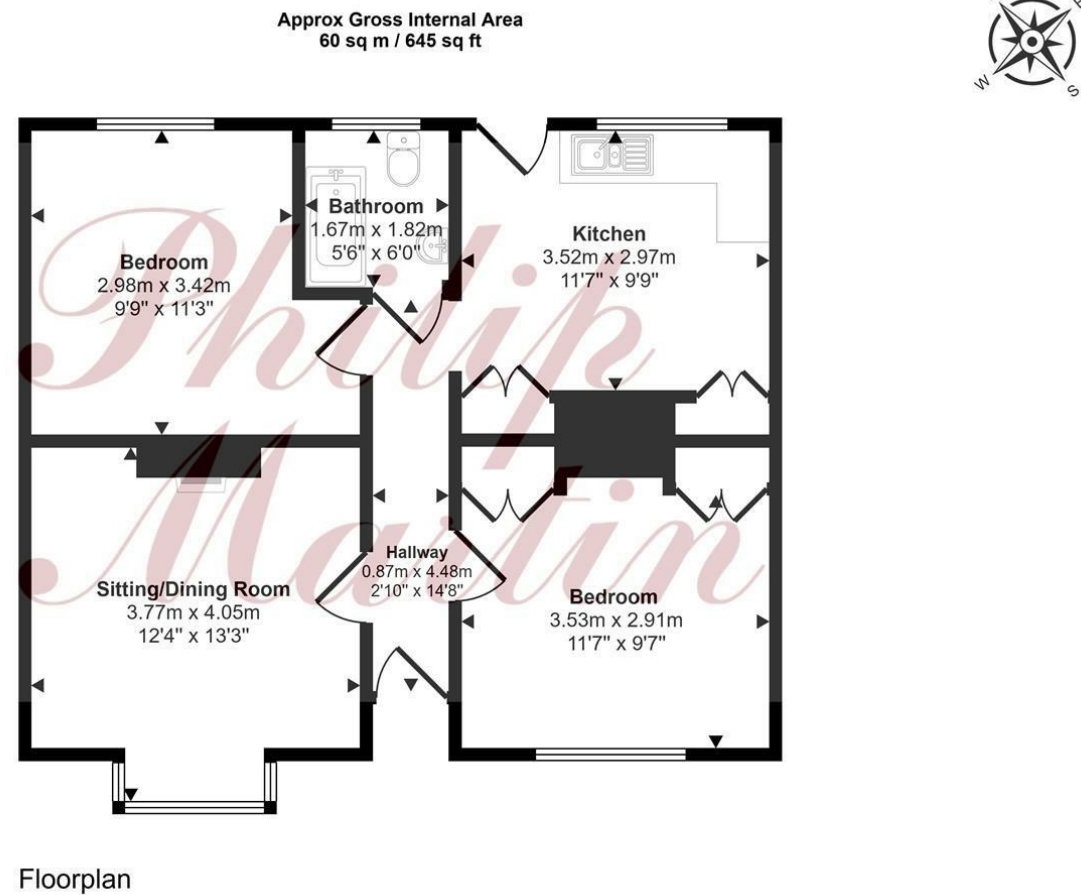 Approx Gross Internal Area
60 sq m / 645 sq ft
W
S
Bathroom
1.67m x 1.82m
5'6" x 6'0"
Kitchen
3.52m x 2.97m
11'7" x 9'9"
Bedroom
2.98m x 3.42m
9'9" x 11'3"
Philip
Martin
Hallway
0.87m x 4.48m
2'10" x 14'8"
Sitting/Dining Room
3.77m x 4.05m
12'4" x 13'3"
Bedroom
3.53m x 2.91m
11'7" x 9'7"
Floorplan